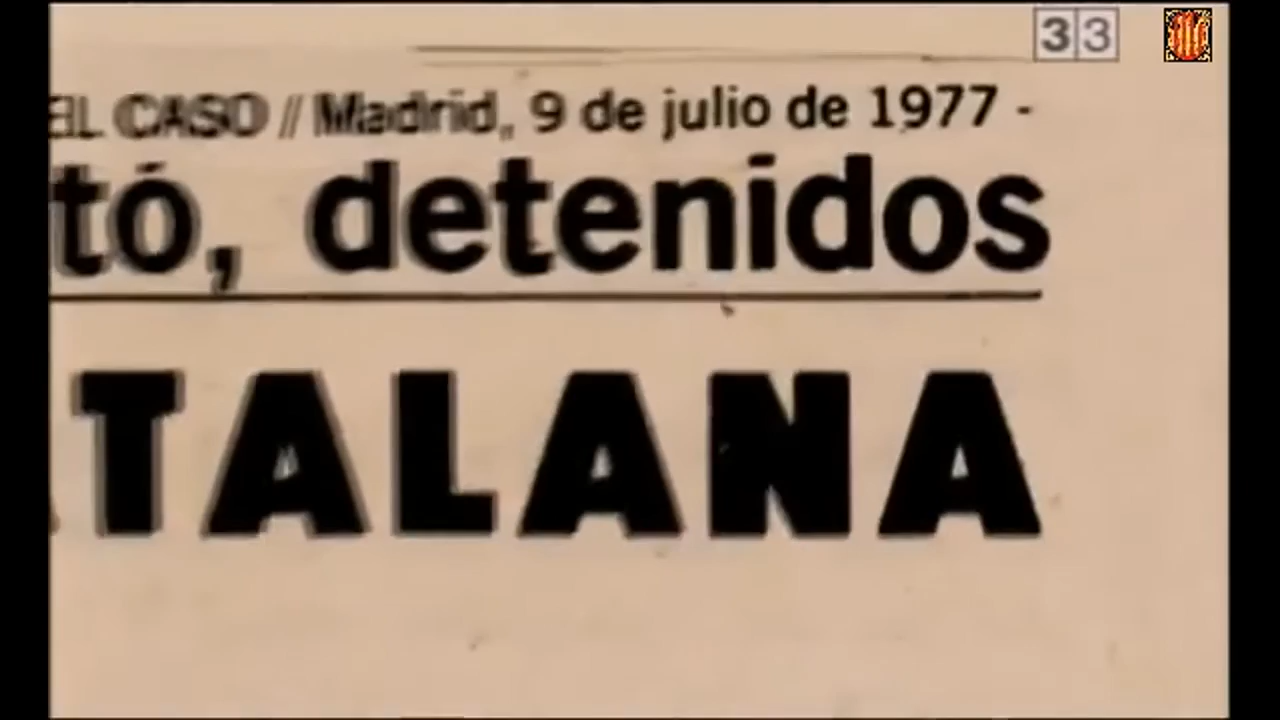 33
EL CASO // Madrid, 9 de julio de 1977 -
tó, detenidos
TALANA